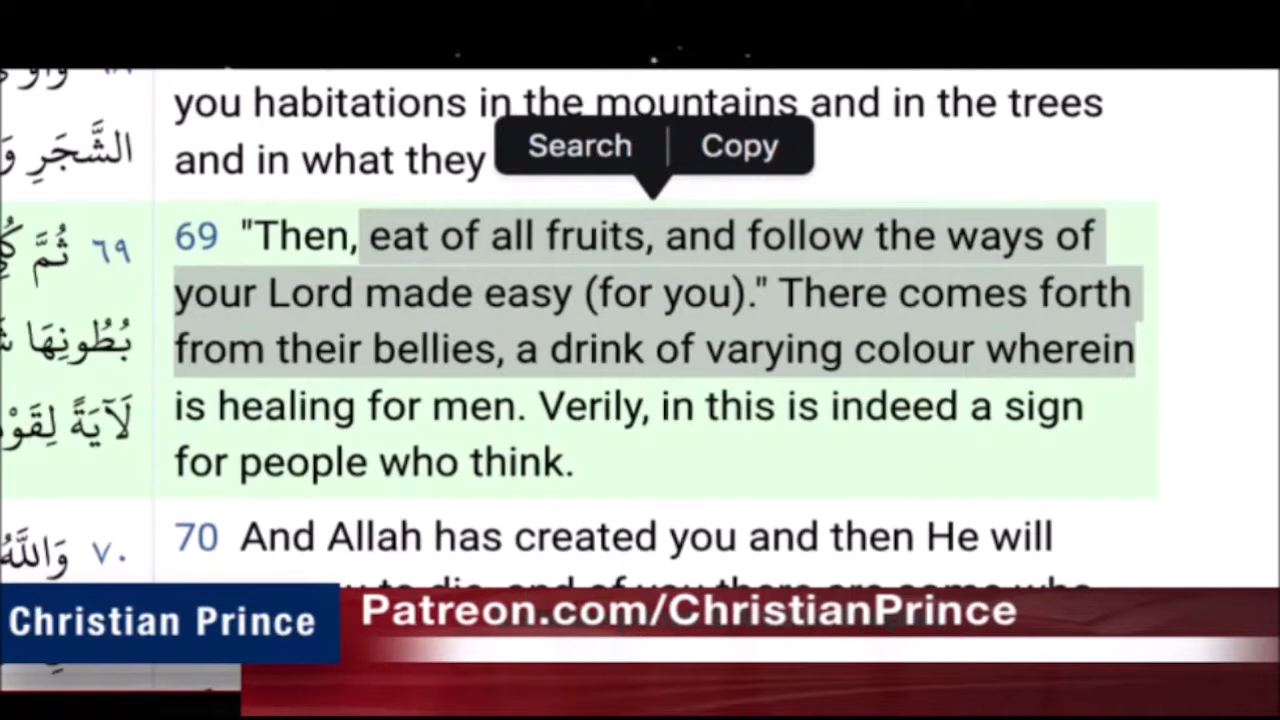 you habitations in the mountains and in the trees
الشَّجَرِ وَ
and in what they
Search
Copy
٦٩ ثُمَّ
69 "Then, eat of all fruits, and follow the ways of
بُطُونِهَا
your Lord made easy (for you)." There comes forth
from their bellies, a drink of varying colour wherein
لَآيَةً
is healing for men. Verily, in this is indeed a sign
for people who think.
٧٠ وَاللَّهُ
70 And Allah has created you and then He will
Christian Prince
Patreon.com/ChristianPrince